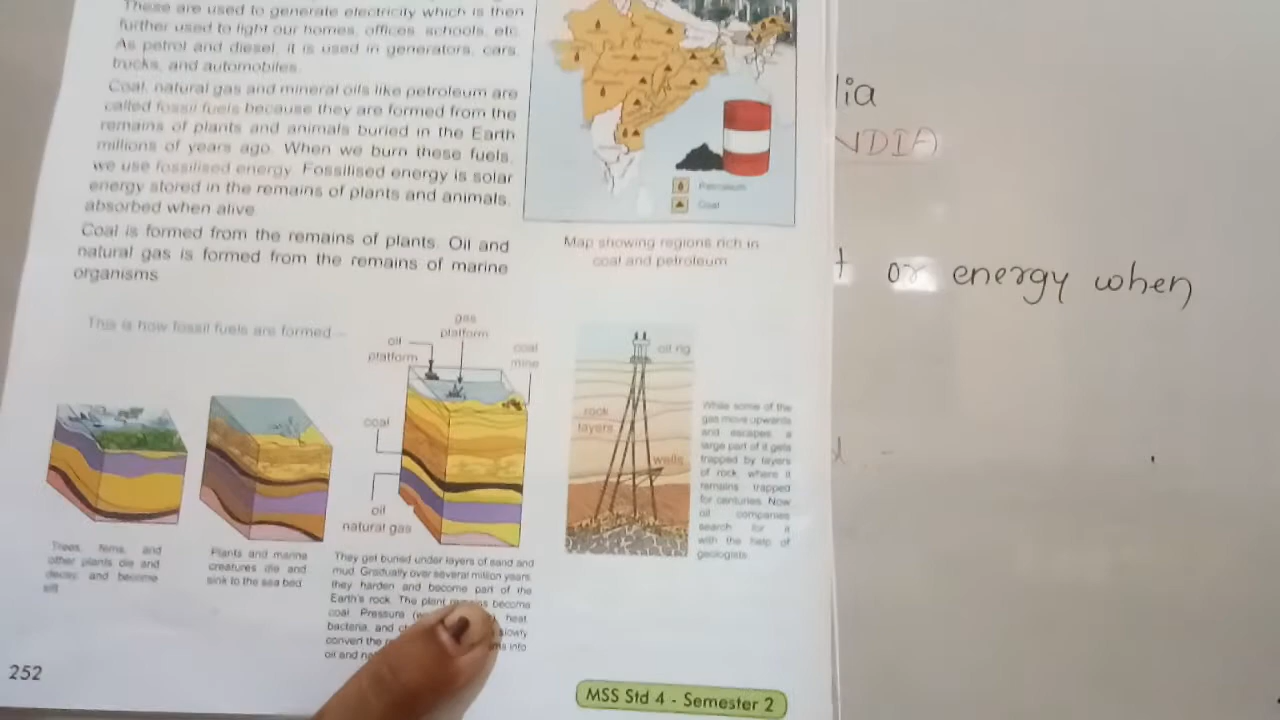 These are used to generate electricity which is then
further used to light our homes, offices, schools, etc.
As petrol and diesel, it is used in generators, cars,
trucks, and automobiles.
Coal, natural gas and mineral oils like petroleum are
called fossil fuels because they are formed from the
remains of plants and animals buried in the Earth
millions of years ago. When we burn these fuels,
we use fossilised energy. Fossilised energy is solar
energy stored in the remains of plants and animals,
absorbed when alive.
Coal is formed from the remains of plants. Oil and
natural gas is formed from the remains of marine
organisms.
Petroleum
Coal
Map showing regions rich in
coal and petroleum
This is how fossil fuels are formed –
gas
platform
oil
platform
coal
mine
coal
oil
natural gas
oil rig
rock
layers
wells
While some of the
gas move upwards
and escapes, a
large part of it gets
trapped by layers
of rock, where it
remains trapped
for centuries. Now
oil companies
search for it
with the help of
geologists.
Trees, ferns, and
other plants die and
decay, and become
Plants and marine
creatures die and
sink to the sea bed.
They get buried under layers of sand and
mud. Gradually over several million years,
they harden and become part of the
Earth's rock. The plant remains become
coal. Pressure heat,
bacteria, and slowly
convert the into
oil and
252
MSS Std 4 - Semester 2
dia
INDIA
or energy when